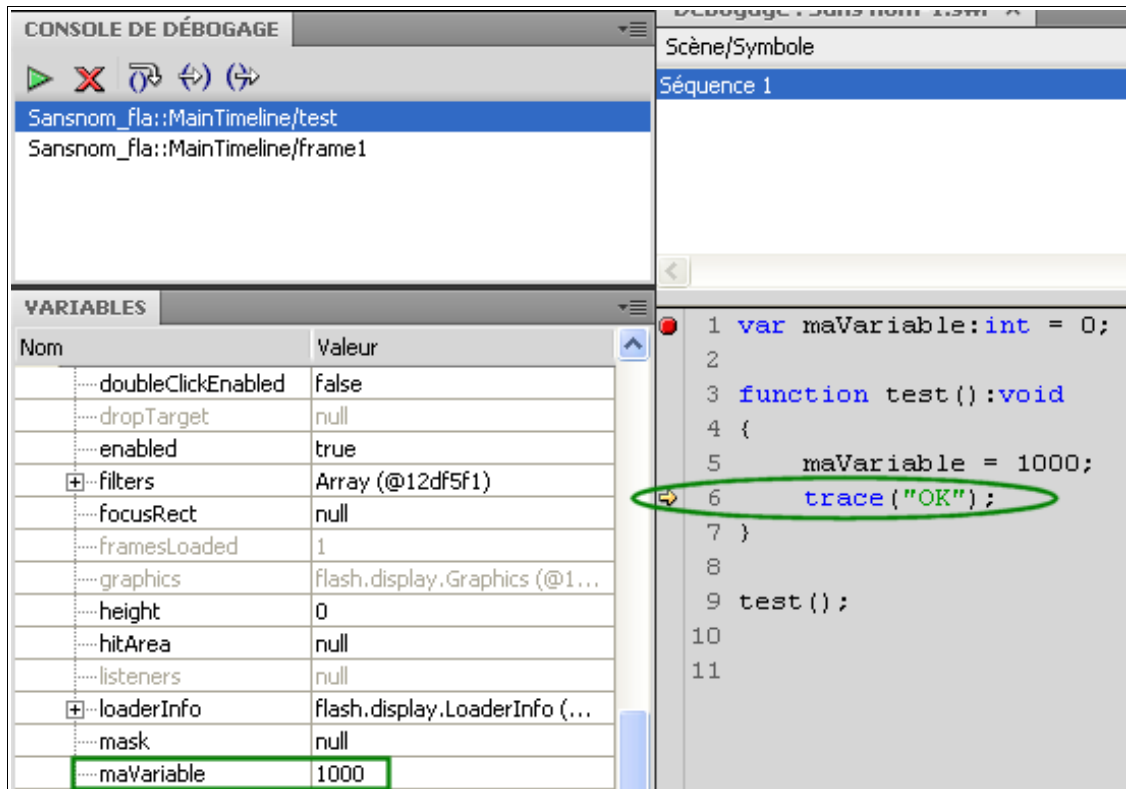 CONSOLE DE DÉBOGAGE
Sansnom_fla::MainTimeline/test
Sansnom_fla::MainTimeline/frame1
Scène/Symbole
Séquence 1
VARIABLES
Nom Valeur
doubleClickEnabled false
dropTarget null
enabled true
filters Array (@12df5f1)
focusRect null
framesLoaded 1
graphics flash.display.Graphics (@1...
height 0
hitArea null
listeners null
loaderInfo flash.display.LoaderInfo (...
mask null
maVariable 1000
1 var maVariable:int = 0;
2
3 function test():void
4 {
5 maVariable = 1000;
6 trace("OK");
7 }
8
9 test();
10
11